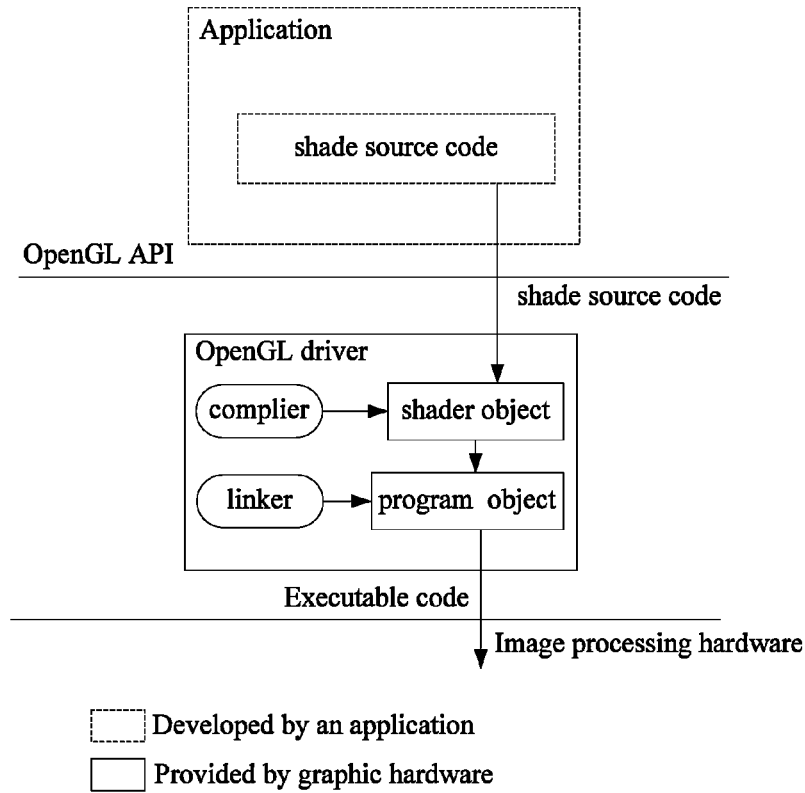 Application
shade source code
OpenGL API
shade source code
OpenGL driver
complier
shader object
linker
program object
Executable code
Image processing hardware
Developed by an application
Provided by graphic hardware